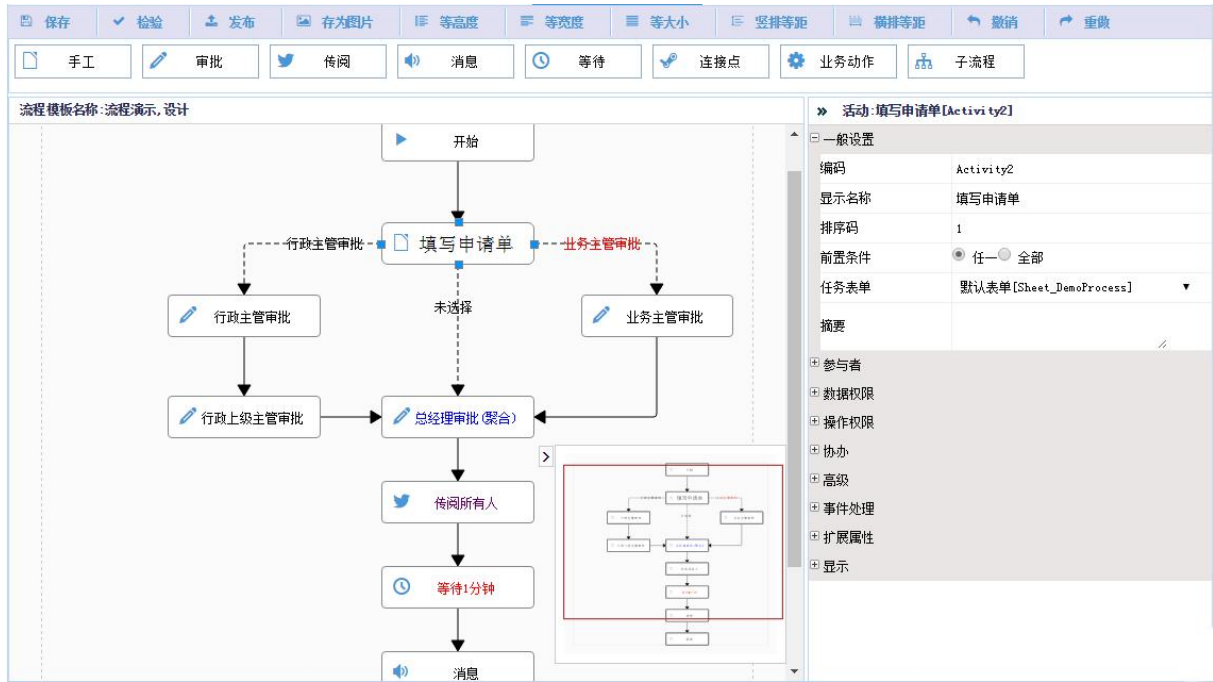 保存 检验 发布 存为图片 等高度 等宽度 等大小 竖排等距 横排等距 撤销 重做
手工 审批 传阅 消息 等待 连接点 业务动作 子流程
流程模板名称:流程演示,设计
开始
行政主管审批 填写申请单 业务主管审批
未选择
行政主管审批 业务主管审批
行政上级主管审批 总经理审批(聚合)
传阅所有人
等待1分钟
消息
» 活动:填写申请单[Activity2]
一般设置
编码 Activity2
显示名称 填写申请单
排序码 1
前置条件 任一 全部
任务表单 默认表单[Sheet_DemoProcess]
摘要
参与者
数据权限
操作权限
协办
高级
事件处理
扩展属性
显示